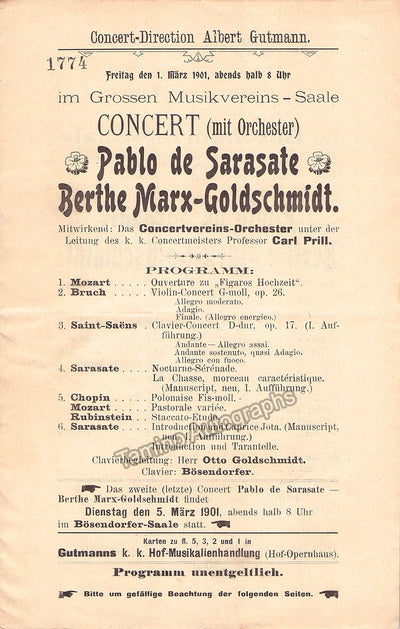 Concert-Direction Albert Gutmann.
1774
Freitag den 1. März 1901, abends halb 8 Uhr
im Grossen Musikvereins-Saale
CONCERT (mit Orchester)
Pablo de Sarasate
Berthe Marx-Goldschmidt.
Mitwirkend: Das Concertvereins-Orchester unter der
Leitung des k. k. Concertmeisters Professor Carl Prill.
PROGRAMM:
1. Mozart . . . . . Ouverture zu „Figaros Hochzeit".
2. Bruch . . . . . Violin-Concert G-moll, op. 26.
Allegro moderato.
Adagio.
Finale. (Allegro energico.)
3. Saint-Saëns . Clavier-Concert D-dur, op. 17. (I. Auf-
führung.)
Andante — Allegro assai.
Andante sostenuto, quasi Adagio.
Allegro con fuoco.
4. Sarasate . . . . Nocturne-Sérénade.
La Chasse, morceau caractéristique.
(Manuscript, neu, I. Aufführung.)
5. Chopin . . . . . Polonaise Fis-moll.
Mozart . . . . . Pastorale variée.
Rubinstein . . Staccato-Etude.
6. Sarasate . . . . Introduction und Caprice Jota. (Manuscript,
Aufführung.)
Introduction und Tarantelle.
Tamino Autographs
Clavierbegleitung: Herr Otto Goldschmidt.
Clavier: Bösendorfer.
Das zweite (letzte) Concert Pablo de Sarasate —
Berthe Marx-Goldschmidt findet
Dienstag den 5. März 1901, abends halb 8 Uhr
im Bösendorfer-Saale statt.
Karten zu fl. 5, 3, 2 und 1 in
Gutmanns k. k. Hof-Musikalienhandlung (Hof-Opernhaus).
Programm unentgeltlich.
Bitte um gefällige Beachtung der folgenden Seiten.